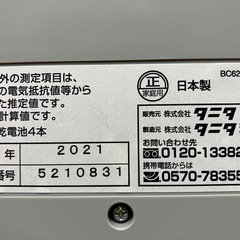 外の測定項目は、
の電気抵抗値等から
た推定値です。
計算値です。
乾電池4本
年 2021
番号 5210831
正
家庭用
日本製
BC62
販売元 株式会社 タニタ
製造元 株式会社 タニタ
お問い合わせ
0120-13382
携帯電話から
0570-78355